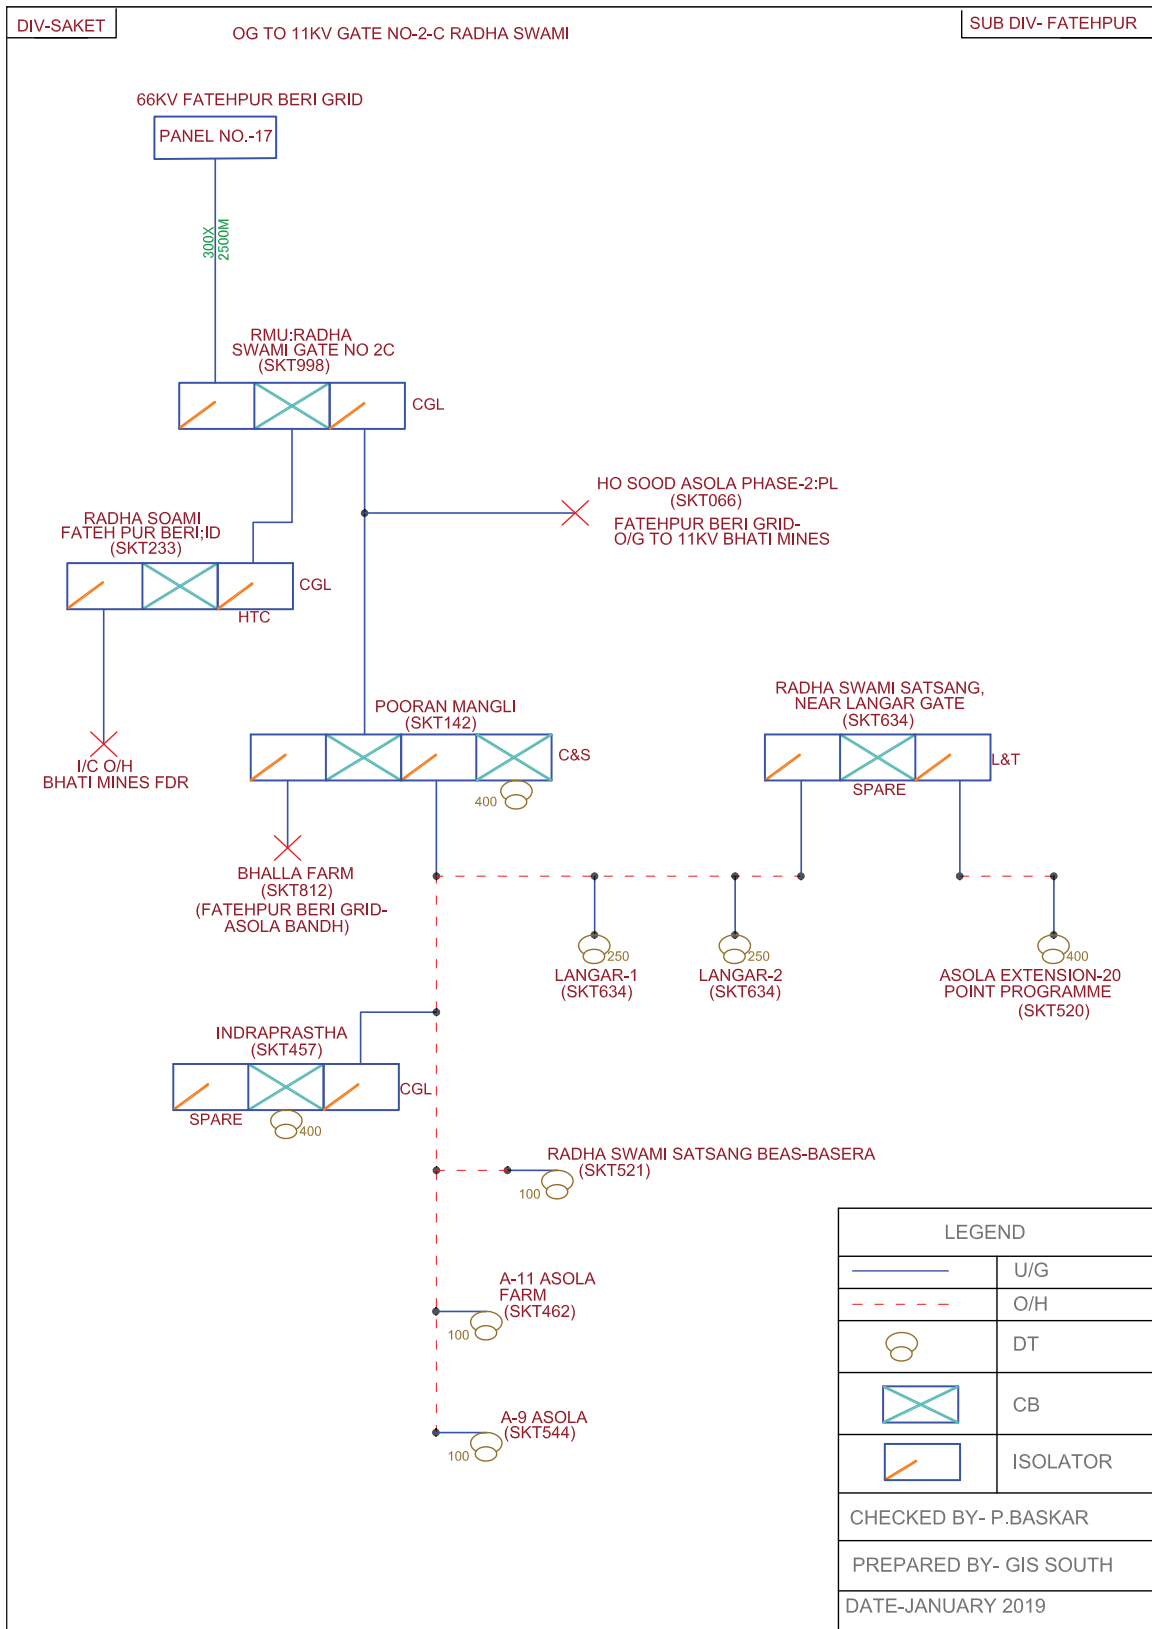 DIV-SAKET
OG TO 11KV GATE NO-2-C RADHA SWAMI
SUB DIV- FATEHPUR
66KV FATEHPUR BERI GRID
PANEL NO.-17
300X
2500M
RMU:RADHA
SWAMI GATE NO 2C
(SKT998)
CGL
HO SOOD ASOLA PHASE-2:PL
(SKT066)
FATEHPUR BERI GRID-
O/G TO 11KV BHATI MINES
RADHA SOAMI
FATEH PUR BERI;ID
(SKT233)
CGL
HTC
I/C O/H
BHATI MINES FDR
POORAN MANGLI
(SKT142)
C&S
400
RADHA SWAMI SATSANG,
NEAR LANGAR GATE
(SKT634)
L&T
SPARE
BHALLA FARM
(SKT812)
(FATEHPUR BERI GRID-
ASOLA BANDH)
250
LANGAR-1
(SKT634)
250
LANGAR-2
(SKT634)
400
ASOLA EXTENSION-20
POINT PROGRAMME
(SKT520)
INDRAPRASTHA
(SKT457)
CGL
SPARE
400
RADHA SWAMI SATSANG BEAS-BASERA
(SKT521)
100
A-11 ASOLA
FARM
(SKT462)
100
A-9 ASOLA
(SKT544)
100
LEGEND
U/G
O/H
DT
CB
ISOLATOR
CHECKED BY- P.BASKAR
PREPARED BY- GIS SOUTH
DATE-JANUARY 2019